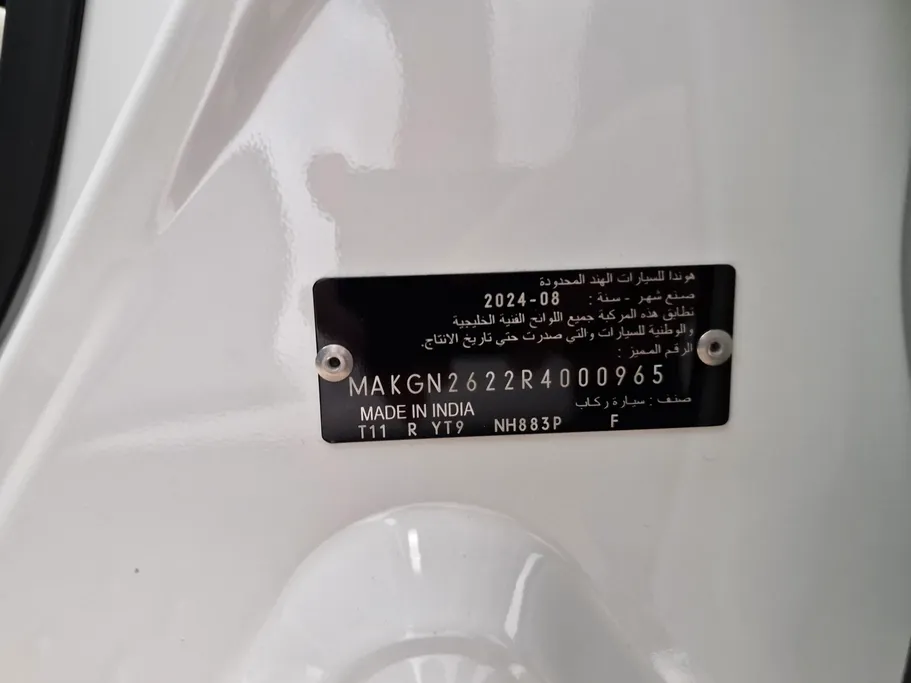 هوندا للسيارات الهند المحدودة
صنع شهر - سنة : 2024-08
تطابق هذه المركبة جميع اللوائح الفنية الخليجية
والوطنية للسيارات والتي صدرت حتي تاريخ الانتاج.
الرقم المميز :
MAKGN2622R4000965
صنف : سيارة ركاب
MADE IN INDIA
T11 R YT9 NH883P F